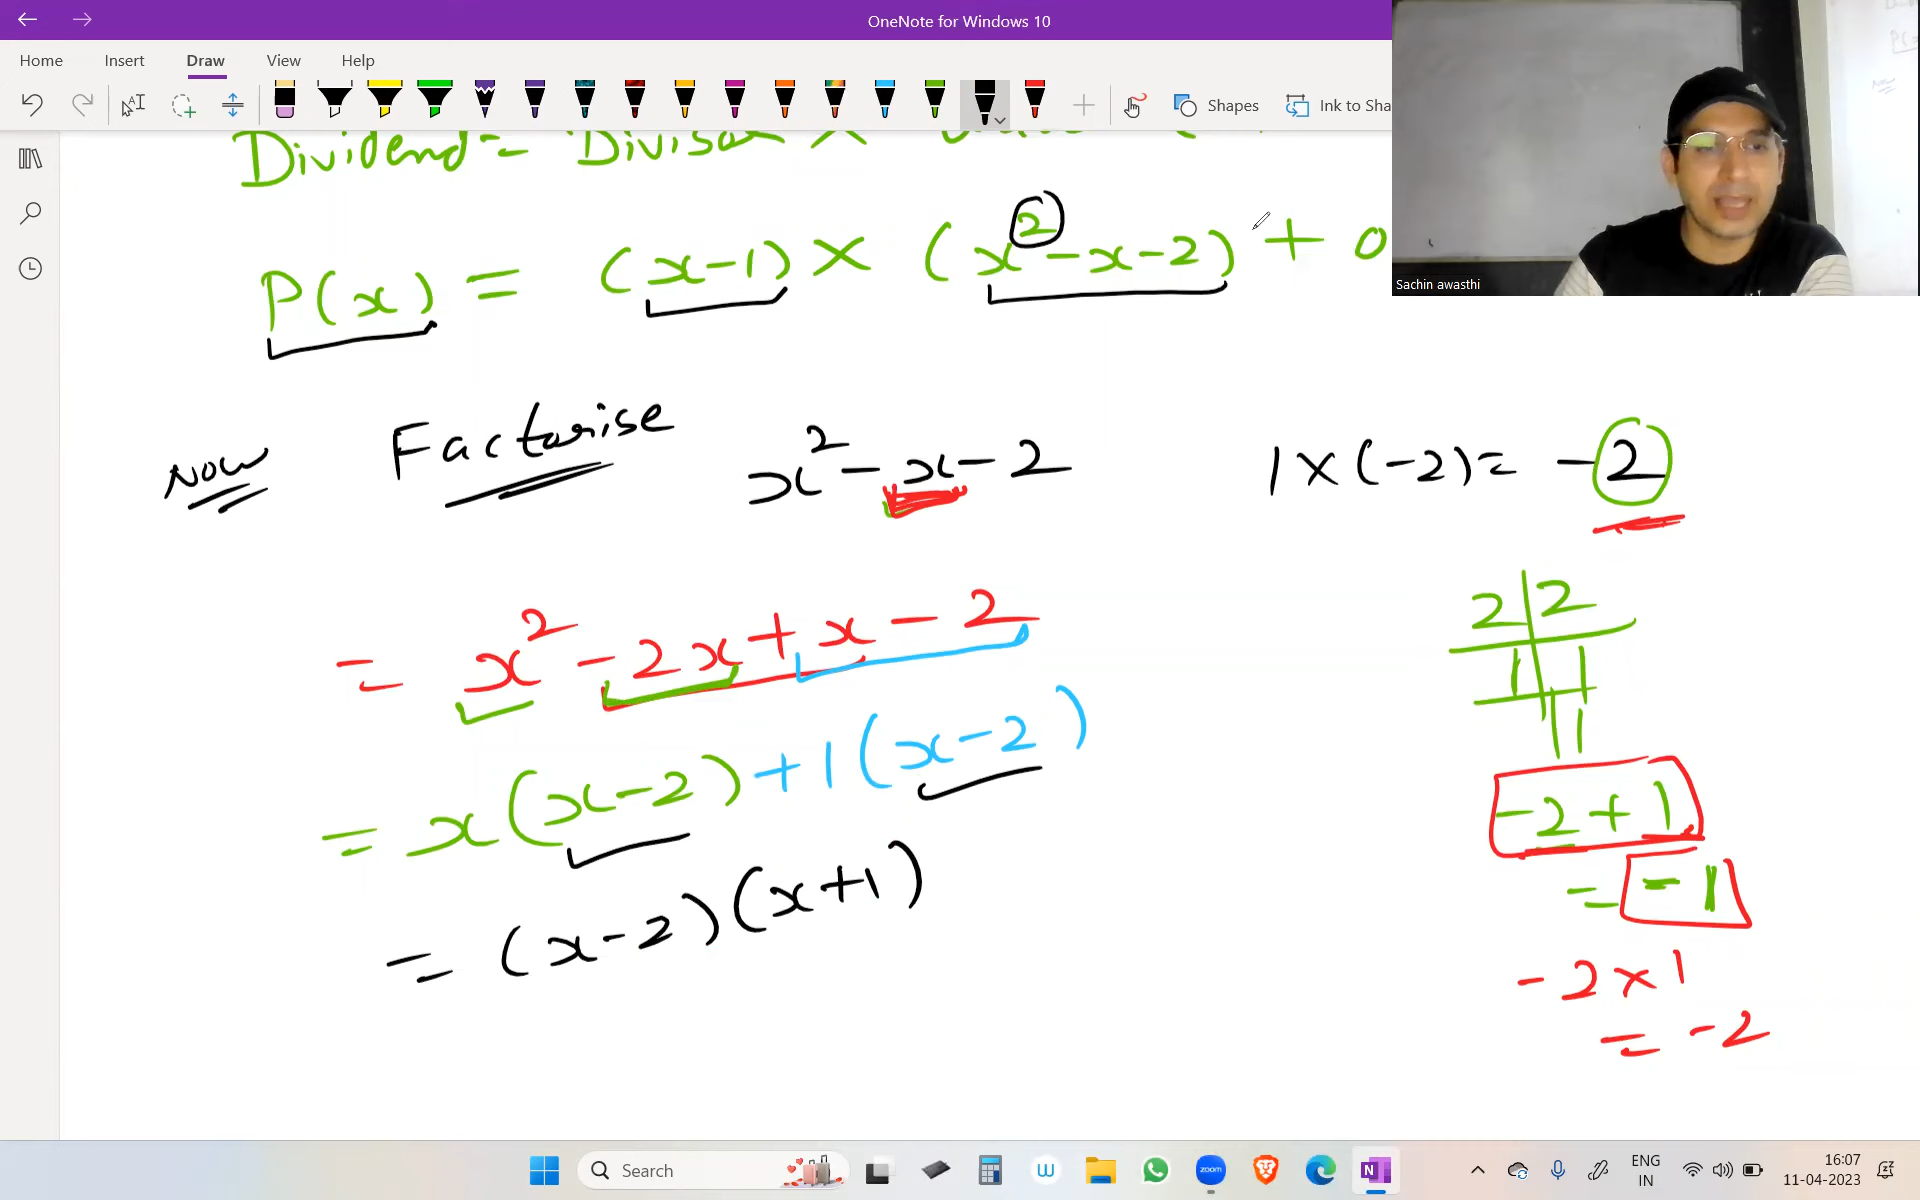 OneNote for Windows 10
Home Insert Draw View Help
Shapes Ink to Sha
Dividend = Divisor ×
P(x) = (x-1) × (x²-x-2) + 0
Sachin awasthi
Now Factorise x²-x-2 1×(-2)= -2
= x²-2x+x-2
2|2
1|1
1
= x(x-2)+1(x-2)
-2+1
= -1
= (x-2)(x+1)
-2×1
= -2
Search
zoom
N
ENG
IN
16:07
11-04-2023